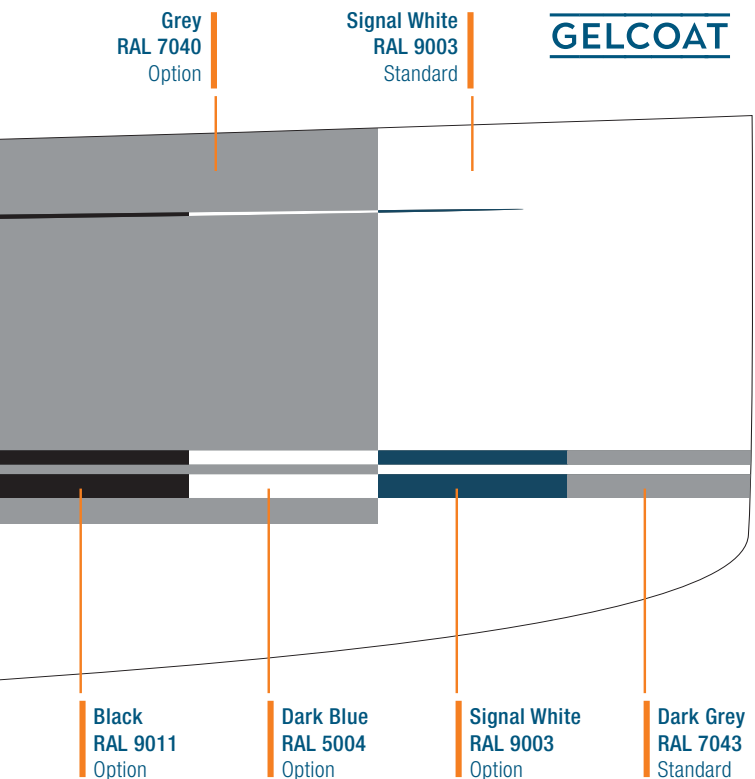 Grey
RAL 7040
Option
Signal White
RAL 9003
Standard
GELCOAT
Black
RAL 9011
Option
Dark Blue
RAL 5004
Option
Signal White
RAL 9003
Option
Dark Grey
RAL 7043
Standard